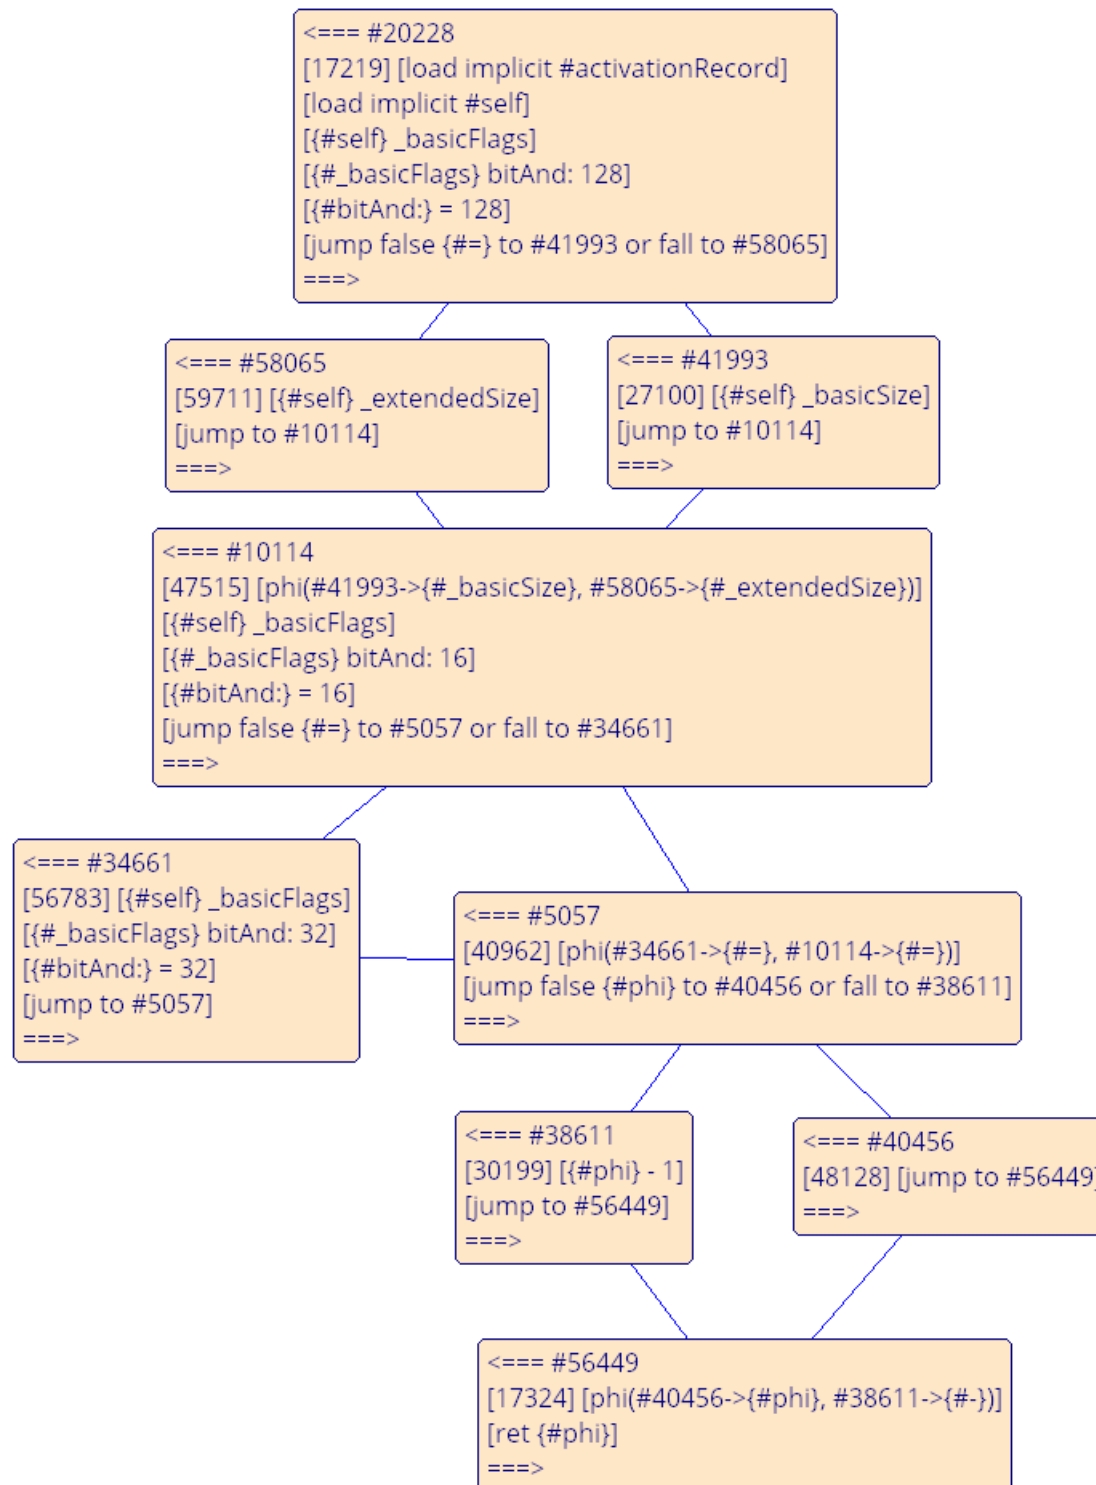 <=== #20228
[17219] [load implicit #activationRecord]
[load implicit #self]
[{#self} _basicFlags]
[{#_basicFlags} bitAnd: 128]
[{#bitAnd:} = 128]
[jump false {#=} to #41993 or fall to #58065]
===>
<=== #58065
[59711] [{#self} _extendedSize]
[jump to #10114]
===>
<=== #41993
[27100] [{#self} _basicSize]
[jump to #10114]
===>
<=== #10114
[47515] [phi(#41993->{#_basicSize}, #58065->{#_extendedSize})]
[{#self} _basicFlags]
[{#_basicFlags} bitAnd: 16]
[{#bitAnd:} = 16]
[jump false {#=} to #5057 or fall to #34661]
===>
<=== #34661
[56783] [{#self} _basicFlags]
[{#_basicFlags} bitAnd: 32]
[{#bitAnd:} = 32]
[jump to #5057]
===>
<=== #5057
[40962] [phi(#34661->{#=}, #10114->{#=})]
[jump false {#phi} to #40456 or fall to #38611]
===>
<=== #38611
[30199] [{#phi} - 1]
[jump to #56449]
===>
<=== #40456
[48128] [jump to #56449]
===>
<=== #56449
[17324] [phi(#40456->{#phi}, #38611->{#-})]
[ret {#phi}]
===>